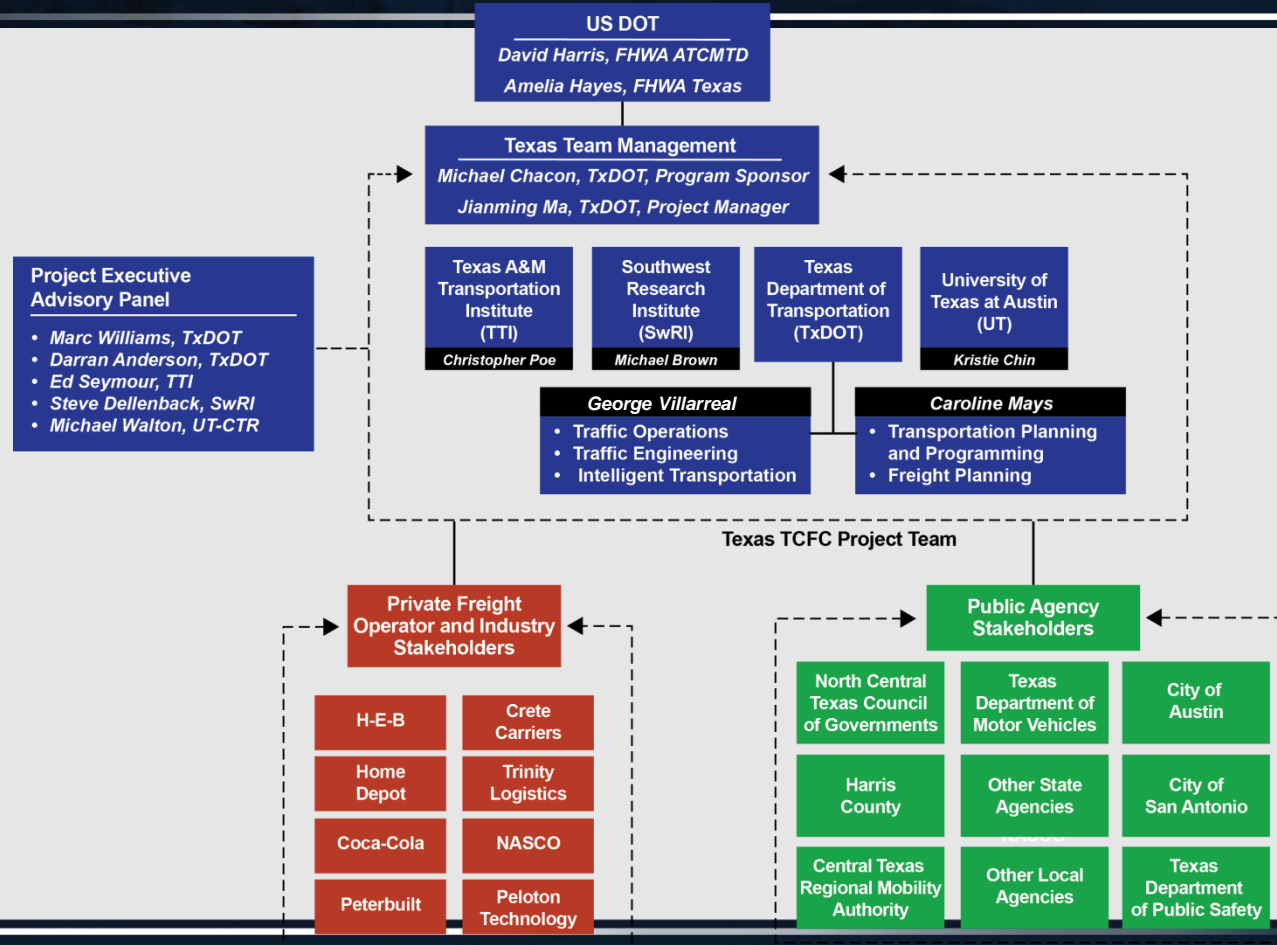 US DOT
David Harris, FHWA ATCMTD
Amelia Hayes, FHWA Texas
Texas Team Management
Michael Chacon, TxDOT, Program Sponsor
Jianming Ma, TxDOT, Project Manager
Project Executive
Advisory Panel
• Marc Williams, TxDOT
• Darran Anderson, TxDOT
• Ed Seymour, TTI
• Steve Dellenback, SwRI
• Michael Walton, UT-CTR
Texas A&M
Transportation
Institute
(TTI)
Christopher Poe
Southwest
Research
Institute
(SwRI)
Michael Brown
Texas
Department of
Transportation
(TxDOT)
University of
Texas at Austin
(UT)
Kristie Chin
George Villarreal
• Traffic Operations
• Traffic Engineering
• Intelligent Transportation
Caroline Mays
• Transportation Planning
and Programming
• Freight Planning
Texas TCFC Project Team
Private Freight
Operator and Industry
Stakeholders
H-E-B
Crete
Carriers
Home
Depot
Trinity
Logistics
Coca-Cola
NASCO
Peterbuilt
Peloton
Technology
Public Agency
Stakeholders
North Central
Texas Council
of Governments
Texas
Department of
Motor Vehicles
City of
Austin
Harris
County
Other State
Agencies
City of
San Antonio
Central Texas
Regional Mobility
Authority
Other Local
Agencies
Texas
Department
of Public Safety